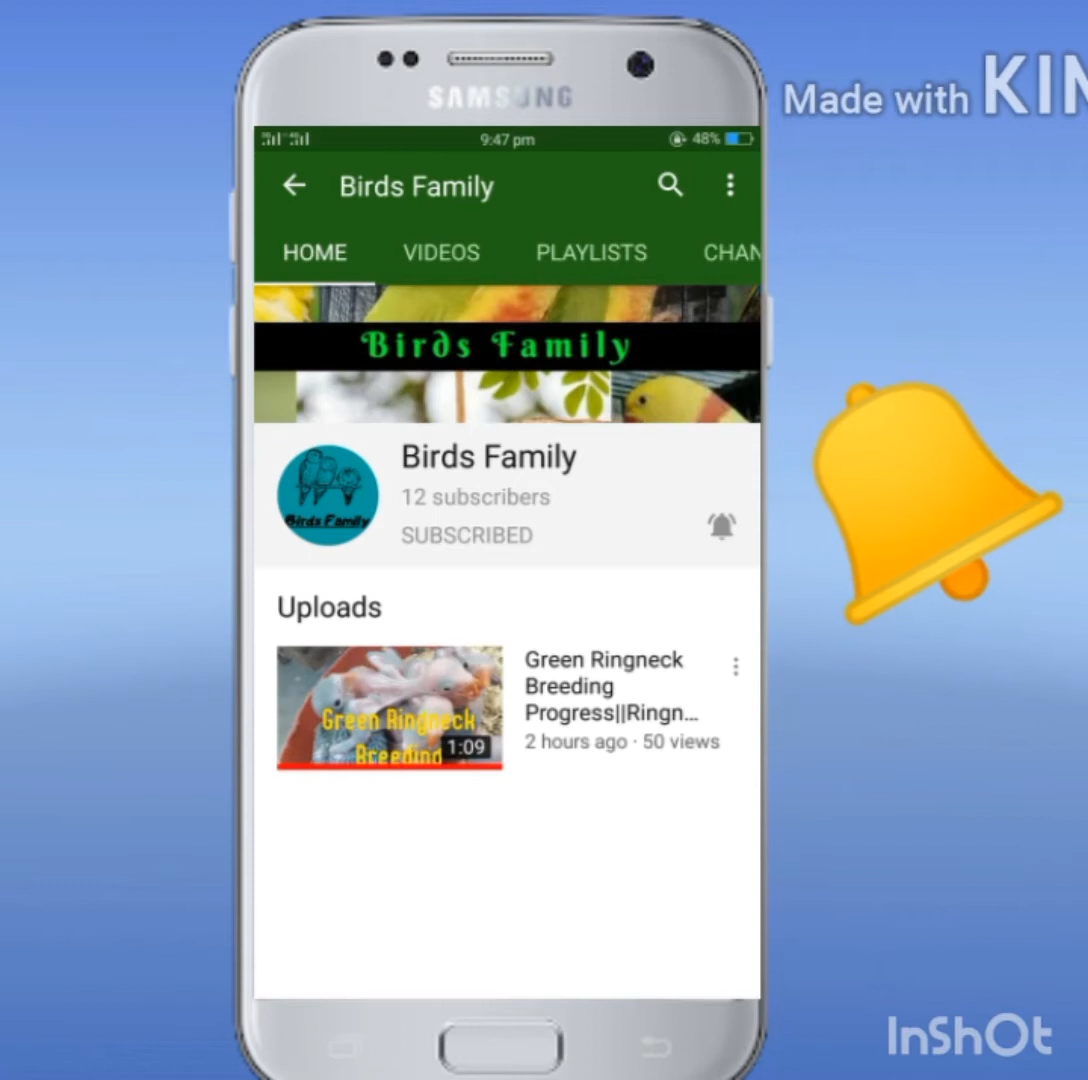 Made with KIN
SAMSUNG
9:47 pm
48%
Birds Family
HOME VIDEOS PLAYLISTS CHAN
Birds Family
Birds Family
12 subscribers
SUBSCRIBED
Birds Family
Uploads
Green Ringneck
Breeding
1:09
Green Ringneck
Breeding
Progress||Ringn...
2 hours ago · 50 views
InShOt